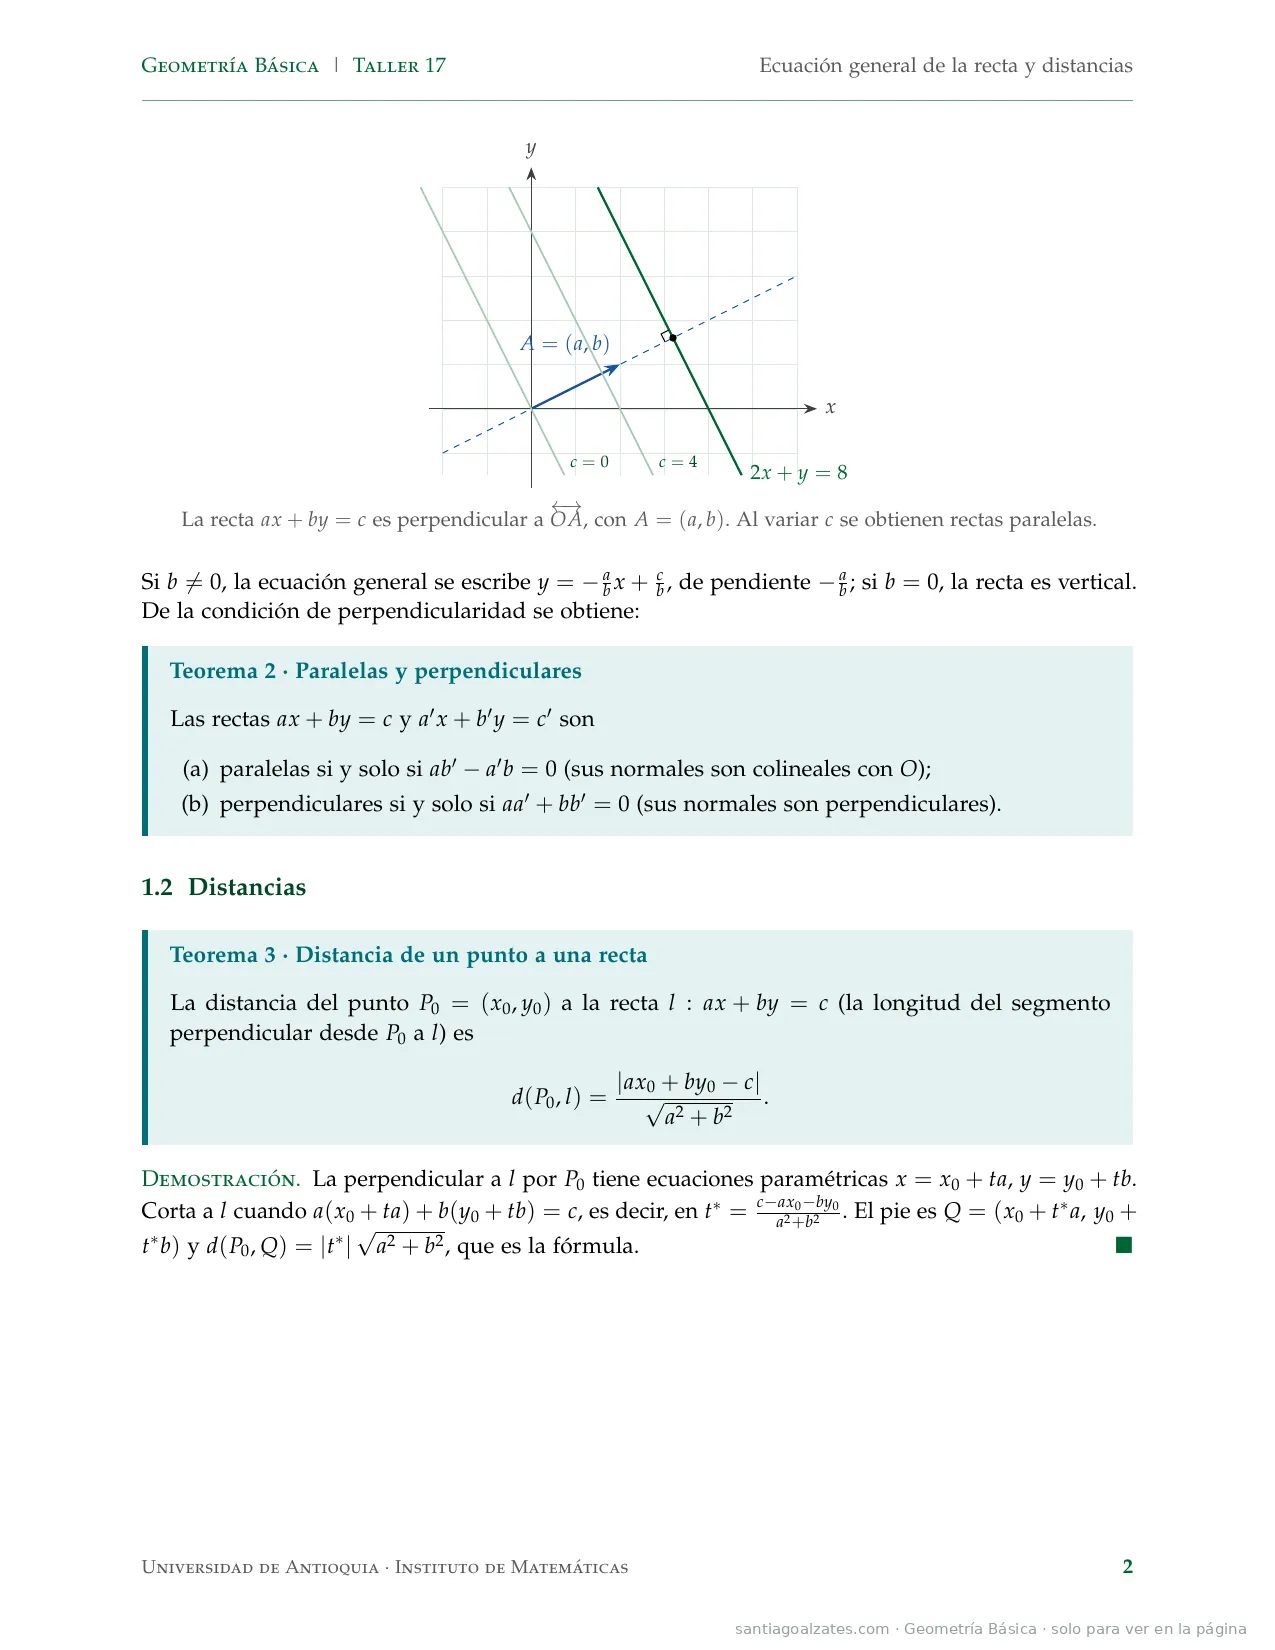 Geometría Básica | Taller 17 Ecuación general de la recta y distancias
y
A = (a, b)
x
c = 0
c = 4
2x + y = 8
La recta ax + by = c es perpendicular a \overleftrightarrow{OA}, con A = (a, b). Al variar c se obtienen rectas paralelas.
Si b ≠ 0, la ecuación general se escribe y = −\frac{a}{b}x + \frac{c}{b}, de pendiente −\frac{a}{b}; si b = 0, la recta es vertical.
De la condición de perpendicularidad se obtiene:
Teorema 2 · Paralelas y perpendiculares
Las rectas ax + by = c y a′x + b′y = c′ son
(a) paralelas si y solo si ab′ − a′b = 0 (sus normales son colineales con O);
(b) perpendiculares si y solo si aa′ + bb′ = 0 (sus normales son perpendiculares).
1.2 Distancias
Teorema 3 · Distancia de un punto a una recta
La distancia del punto P₀ = (x₀, y₀) a la recta l : ax + by = c (la longitud del segmento
perpendicular desde P₀ a l) es
d(P₀, l) = \frac{|ax₀ + by₀ − c|}{\sqrt{a² + b²}}.
Demostración. La perpendicular a l por P₀ tiene ecuaciones paramétricas x = x₀ + ta, y = y₀ + tb.
Corta a l cuando a(x₀ + ta) + b(y₀ + tb) = c, es decir, en t* = \frac{c−ax₀−by₀}{a²+b²}. El pie es Q = (x₀ + t*a, y₀ +
t*b) y d(P₀, Q) = |t*| \sqrt{a² + b²}, que es la fórmula. ■
Universidad de Antioquia · Instituto de Matemáticas 2
santiagoalzates.com · Geometría Básica · solo para ver en la página